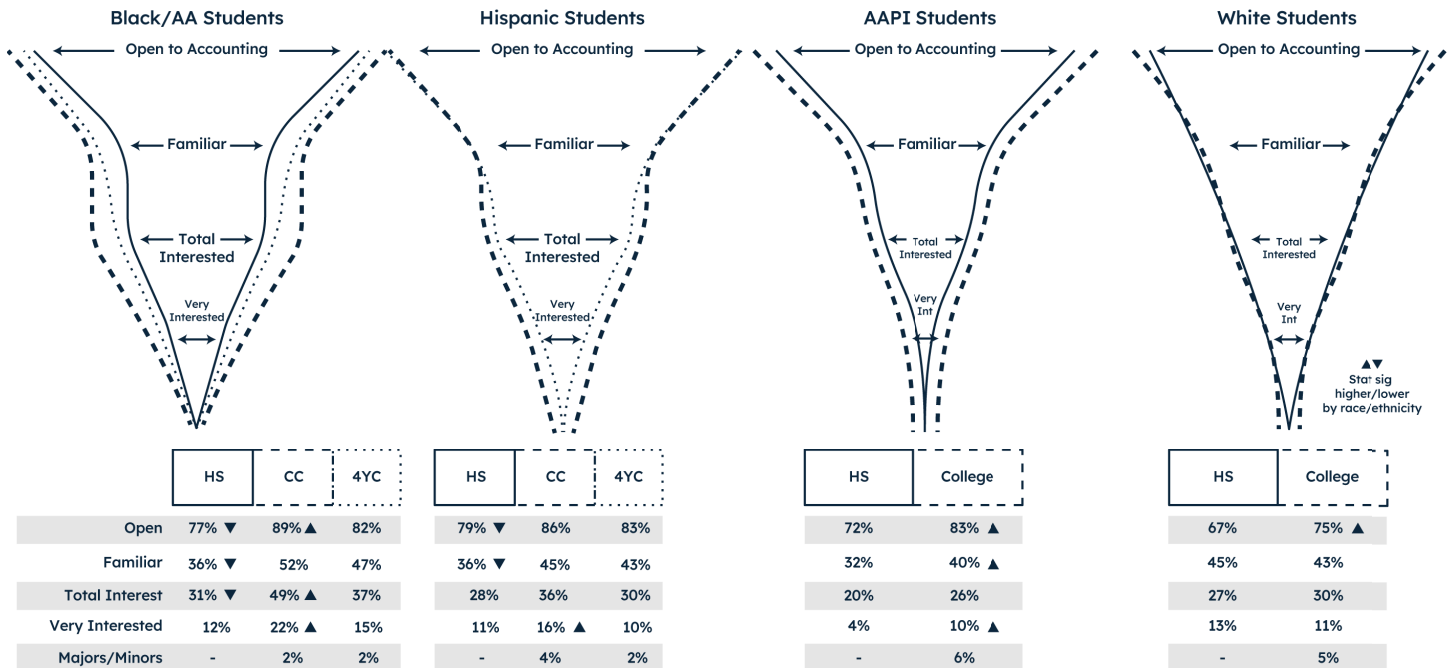 Black/AA Students
Hispanic Students
AAPI Students
White Students
Open to Accounting
Open to Accounting
Open to Accounting
Open to Accounting
Familiar
Familiar
Familiar
Familiar
Total
Interested
Total
Interested
Total
Interested
Total
Interested
Very
Interested
Very
Interested
Very
Int
Very
Int
▲▼
Stat sig
higher/lower
by race/ethnicity
HS CC 4YC HS CC 4YC HS College HS College
Open 77% ▼ 89% ▲ 82% 79% ▼ 86% 83% 72% 83% ▲ 67% 75% ▲
Familiar 36% ▼ 52% 47% 36% ▼ 45% 43% 32% 40% ▲ 45% 43%
Total Interest 31% ▼ 49% ▲ 37% 28% 36% 30% 20% 26% 27% 30%
Very Interested 12% 22% ▲ 15% 11% 16% ▲ 10% 4% 10% ▲ 13% 11%
Majors/Minors - 2% 2% - 4% 2% - 6% - 5%